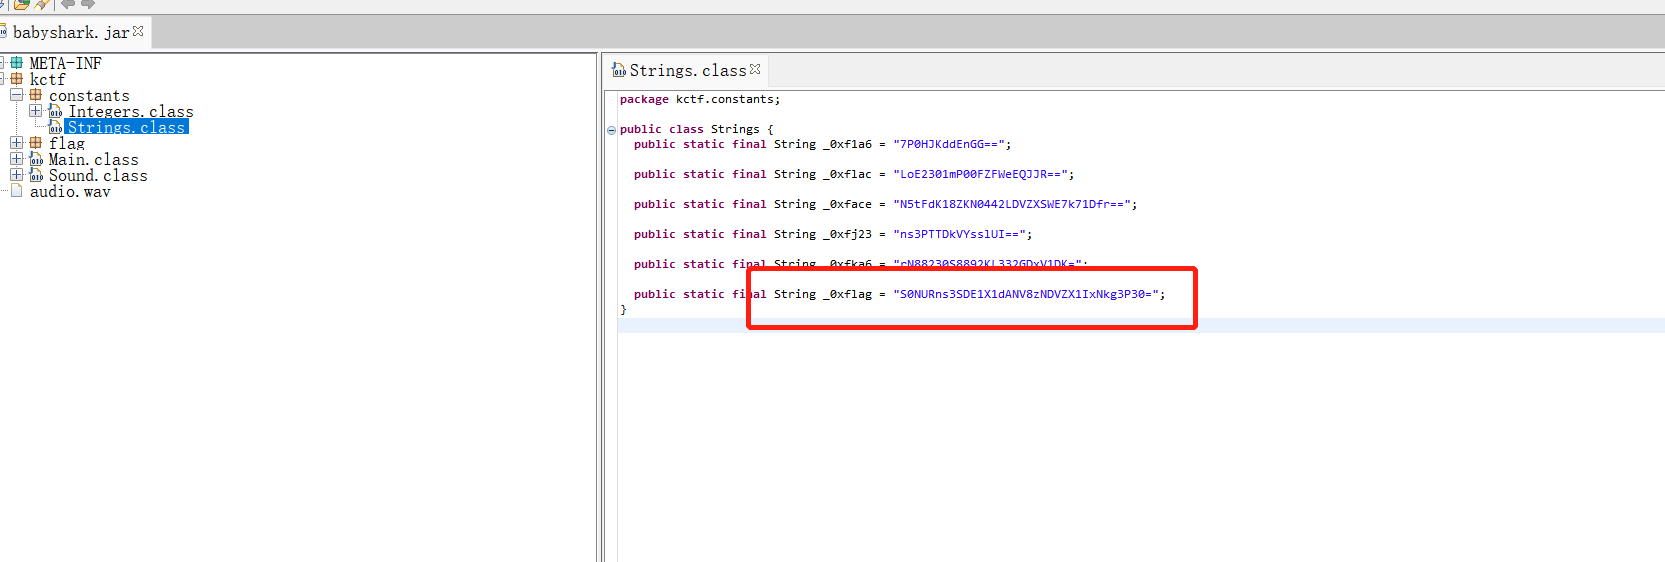 babyshark.jar
META-INF
kctf
constants
Integers.class
Strings.class
flag
Main.class
Sound.class
audio.wav
Strings.class
package kctf.constants;
public class Strings {
public static final String _0xf1a6 = "7P0HJKddEnGG==";
public static final String _0xflac = "LoE2301mP00FZFWeEQJJR==";
public static final String _0xface = "N5tFdK18ZKN0442LDVZXSWE7k71Dfr==";
public static final String _0xfj23 = "ns3PTTDkVYsslUI==";
public static final String _0xfka6 = "rN88230S8892KL332GDxV1DK=";
public static final String _0xflag = "S0NURns3SDE1X1dANV8zNDVZX1IxNkg3P30=";
}